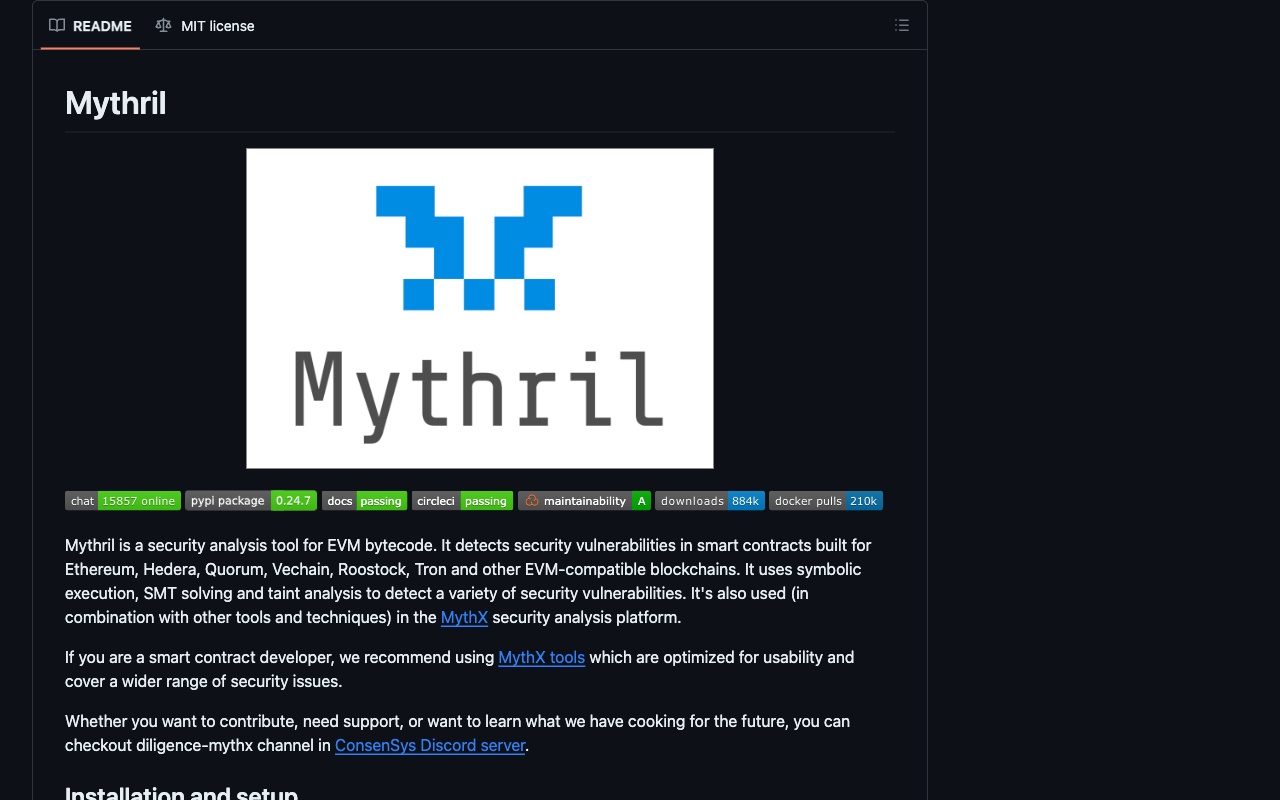 README MIT license
Mythril
Mythril
chat 15857 online pypi package 0.24.7 docs passing circleci passing maintainability A downloads 884k docker pulls 210k
Mythril is a security analysis tool for EVM bytecode. It detects security vulnerabilities in smart contracts built for
Ethereum, Hedera, Quorum, Vechain, Roostock, Tron and other EVM-compatible blockchains. It uses symbolic
execution, SMT solving and taint analysis to detect a variety of security vulnerabilities. It's also used (in
combination with other tools and techniques) in the MythX security analysis platform.
If you are a smart contract developer, we recommend using MythX tools which are optimized for usability and
cover a wider range of security issues.
Whether you want to contribute, need support, or want to learn what we have cooking for the future, you can
checkout diligence-mythx channel in ConsenSys Discord server.
Installation and setup